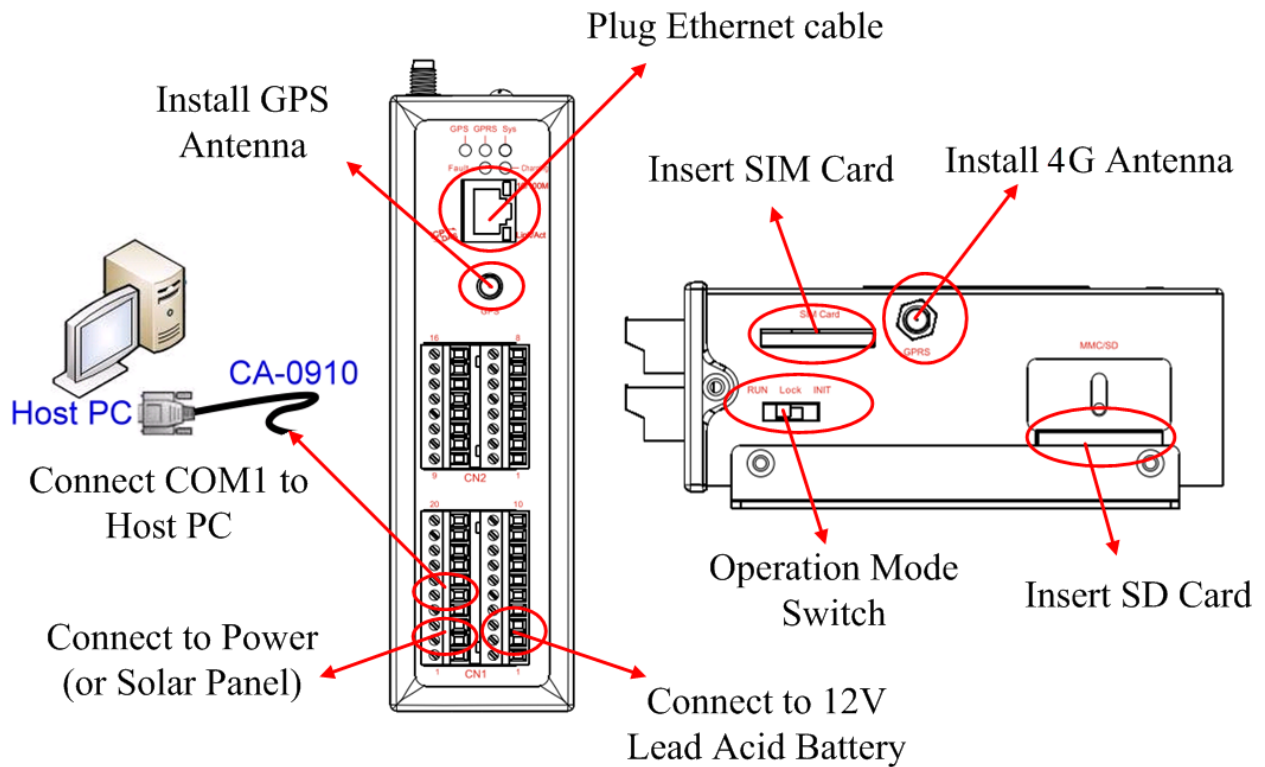 Plug Ethernet cable
Install GPS
Antenna
GPS GPRS Sys
Fault
Link/Act
GPS
16 8
9 CN2 1
20 10
1 CN1 1
Host PC
CA-0910
Connect COM1 to
Host PC
Connect to Power
(or Solar Panel)
Connect to 12V
Lead Acid Battery
Insert SIM Card
Install 4G Antenna
SIM Card
GPRS
MMC/SD
RUN Lock INIT
Operation Mode
Switch
Insert SD Card